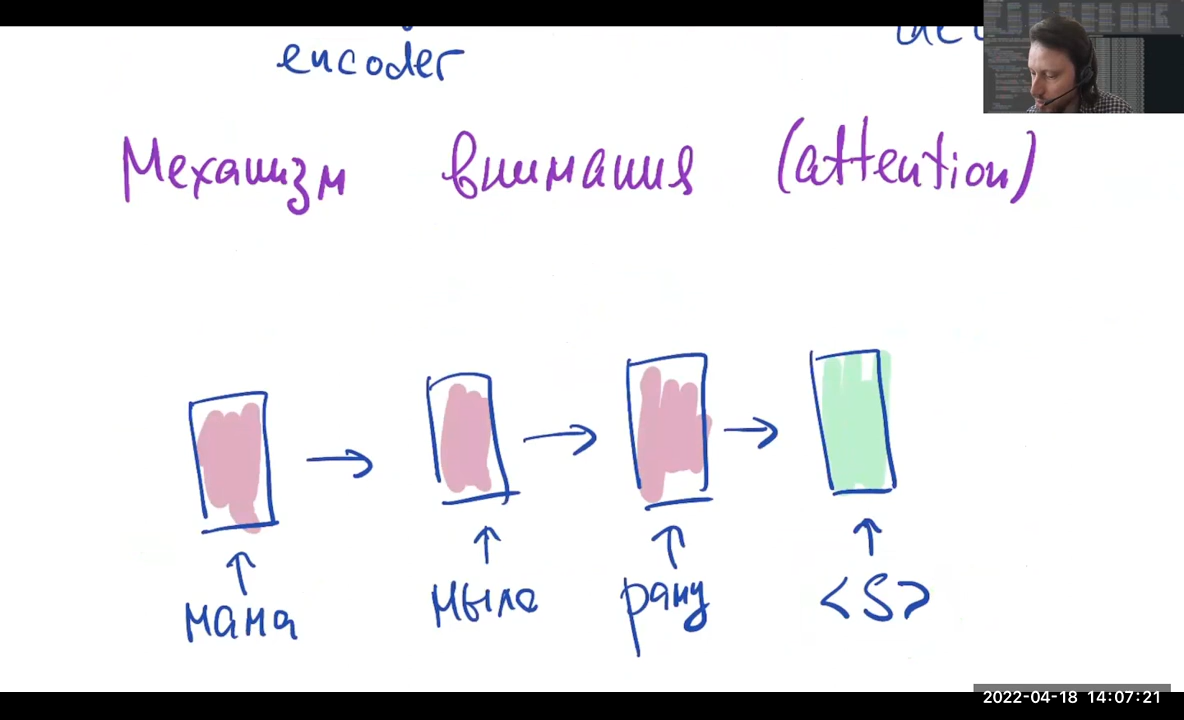 encoder
Механизм внимания (attention)
мама мыла раму <S>
2022-04-18 14:07:21